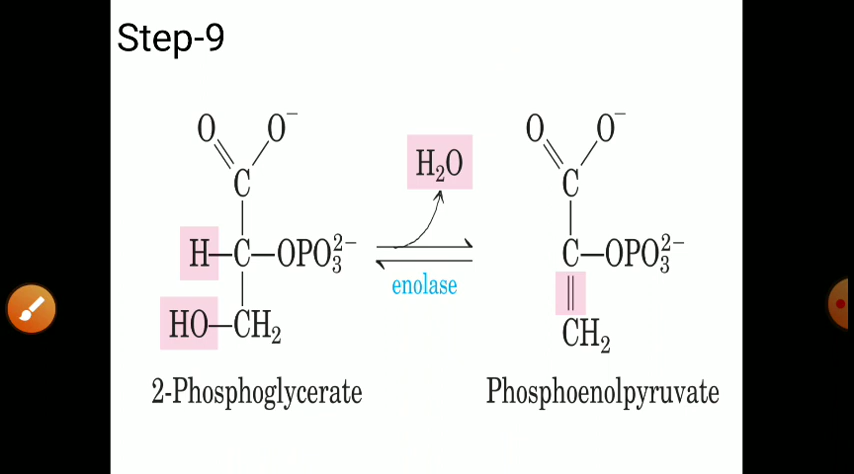 Step-9
O O⁻ O O⁻
H₂O
C C
H–C–OPO₃²⁻ C–OPO₃²⁻
enolase
HO–CH₂ CH₂
2-Phosphoglycerate Phosphoenolpyruvate